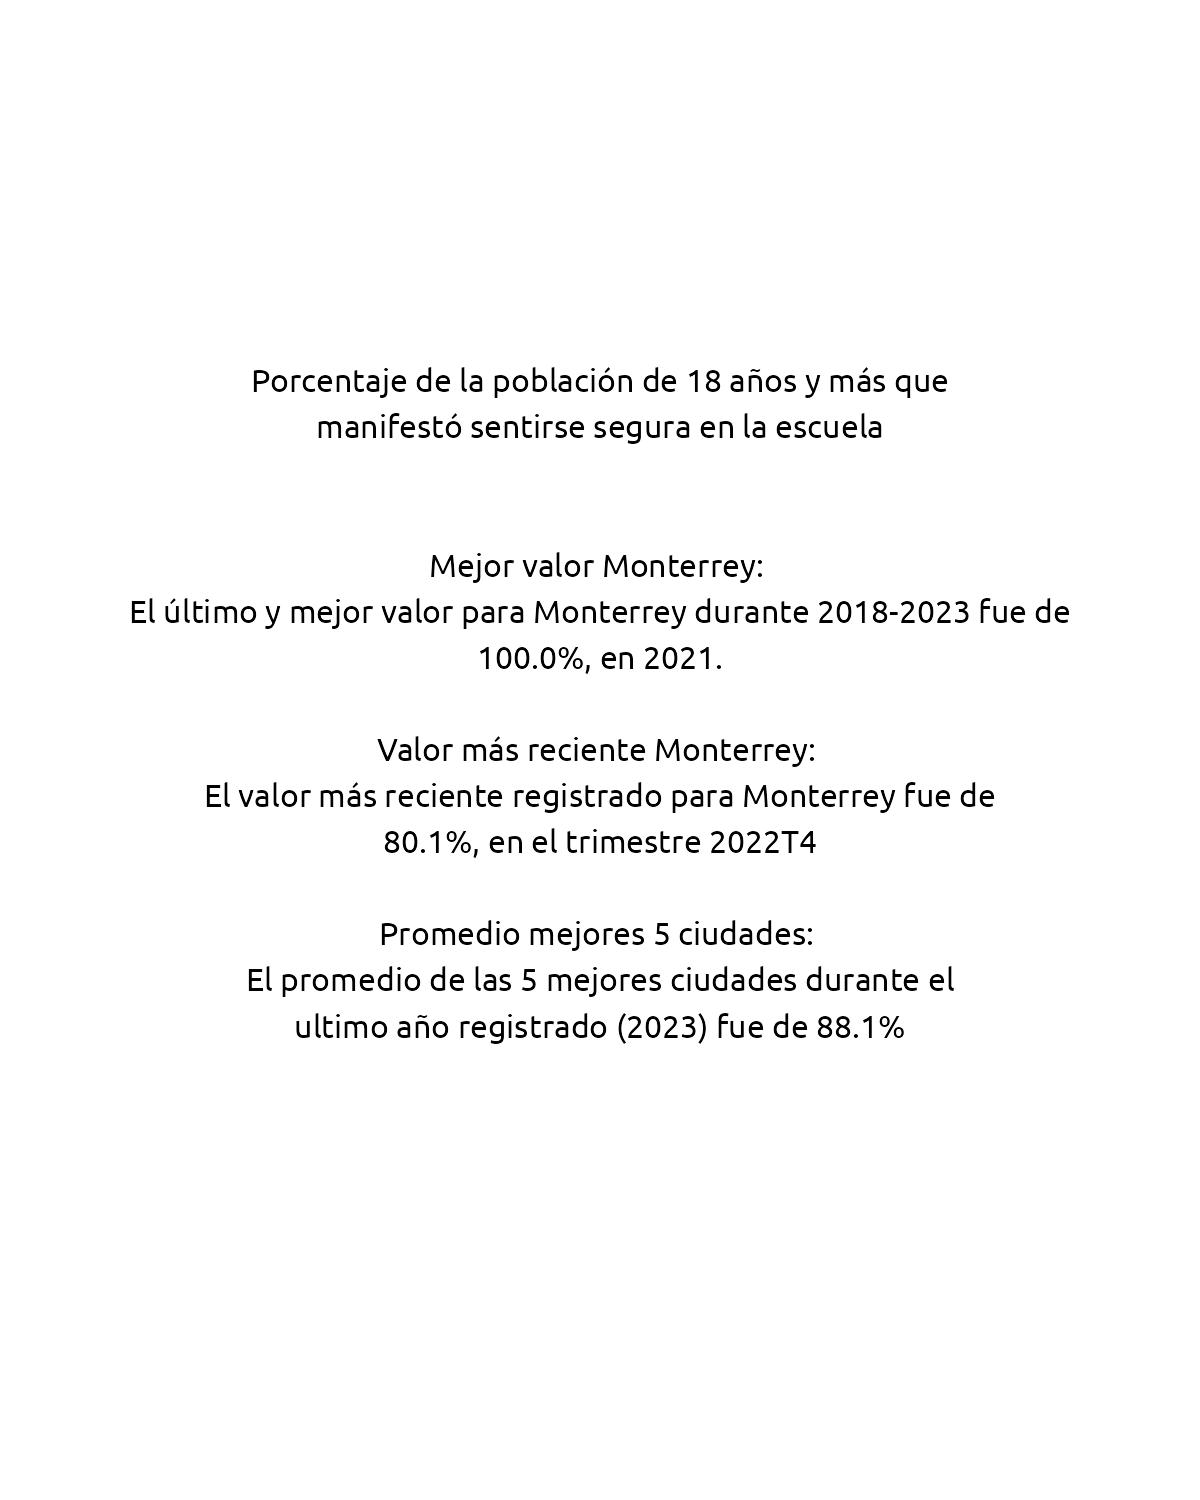 Porcentaje de la población de 18 años y más que
manifestó sentirse segura en la escuela
Mejor valor Monterrey:
El último y mejor valor para Monterrey durante 2018-2023 fue de
100.0%, en 2021.
Valor más reciente Monterrey:
El valor más reciente registrado para Monterrey fue de
80.1%, en el trimestre 2022T4
Promedio mejores 5 ciudades:
El promedio de las 5 mejores ciudades durante el
ultimo año registrado (2023) fue de 88.1%